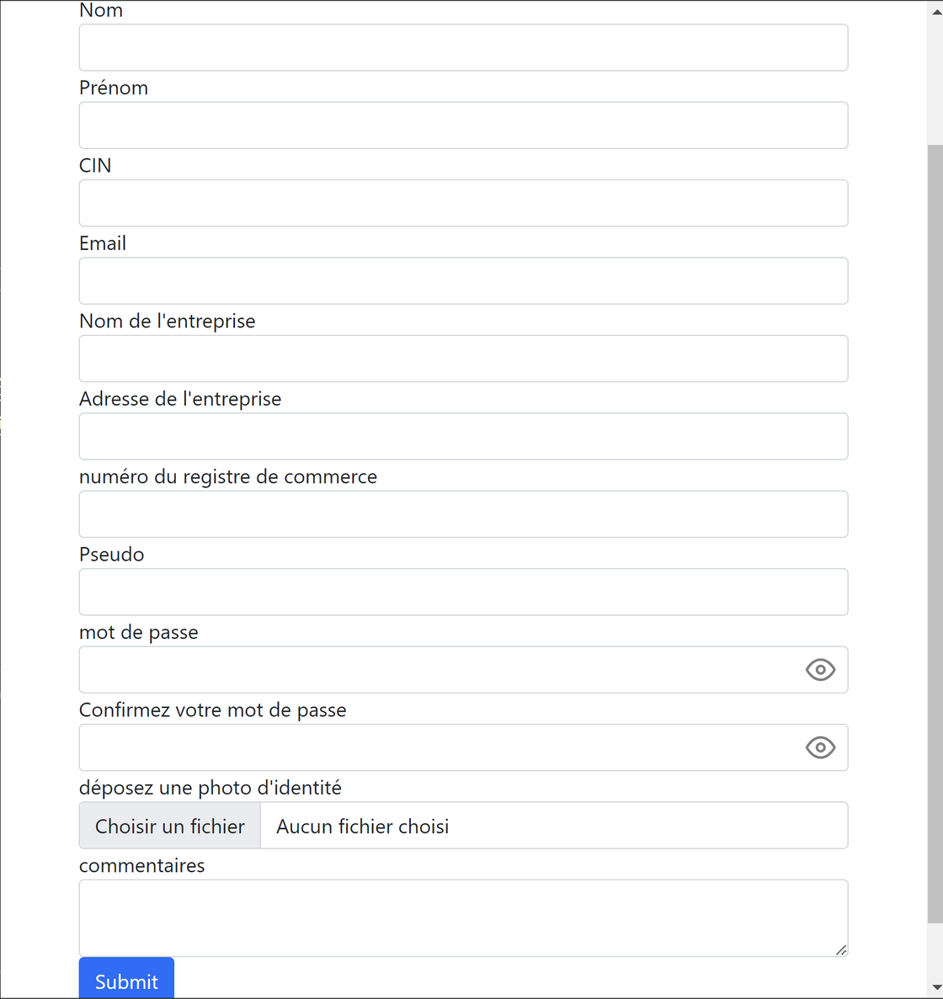 Nom
Prénom
CIN
Email
Nom de l'entreprise
Adresse de l'entreprise
numéro du registre de commerce
Pseudo
mot de passe
Confirmez votre mot de passe
déposez une photo d'identité
Choisir un fichier Aucun fichier choisi
commentaires
Submit